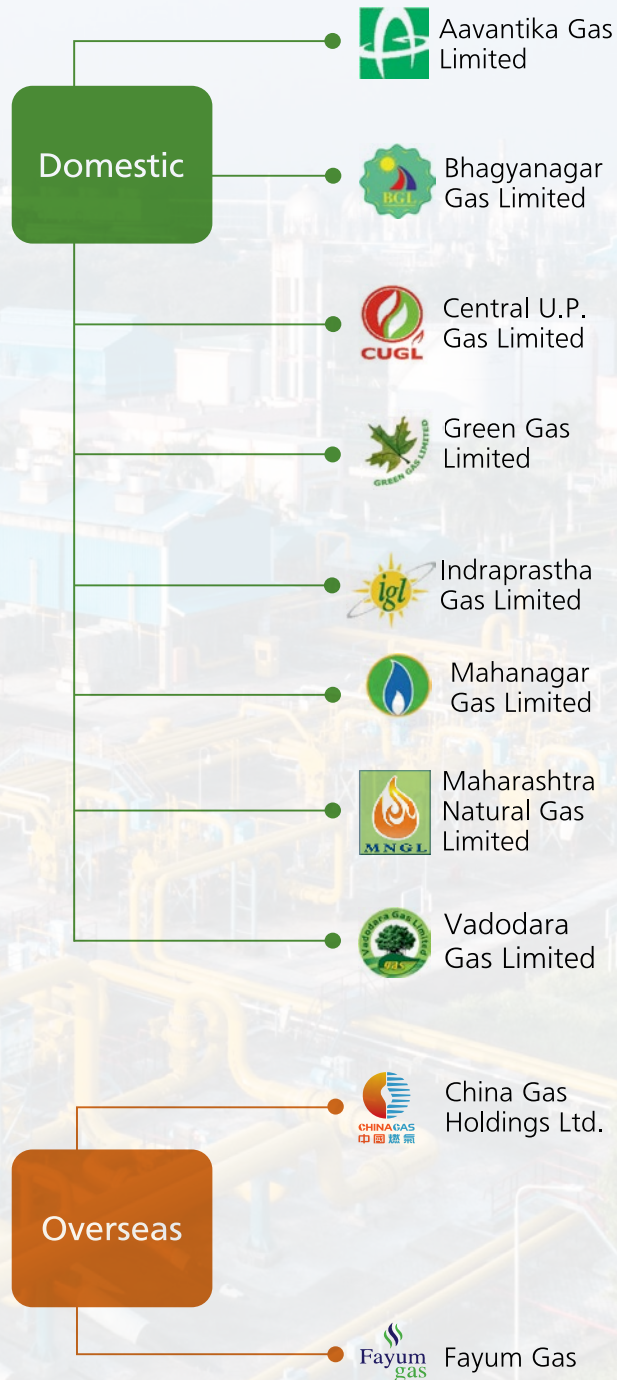 Aavantika Gas
Limited
Domestic
BGL
Bhagyanagar
Gas Limited
CUGL
Central U.P.
Gas Limited
GREEN GAS LIMITED
Green Gas
Limited
igl
Indraprastha
Gas Limited
Mahanagar
Gas Limited
MNGL
Maharashtra
Natural Gas
Limited
Vadodara Gas Limited
gas
Vadodara
Gas Limited
CHINAGAS
中國燃氣
China Gas
Holdings Ltd.
Overseas
Fayum
gas
Fayum Gas